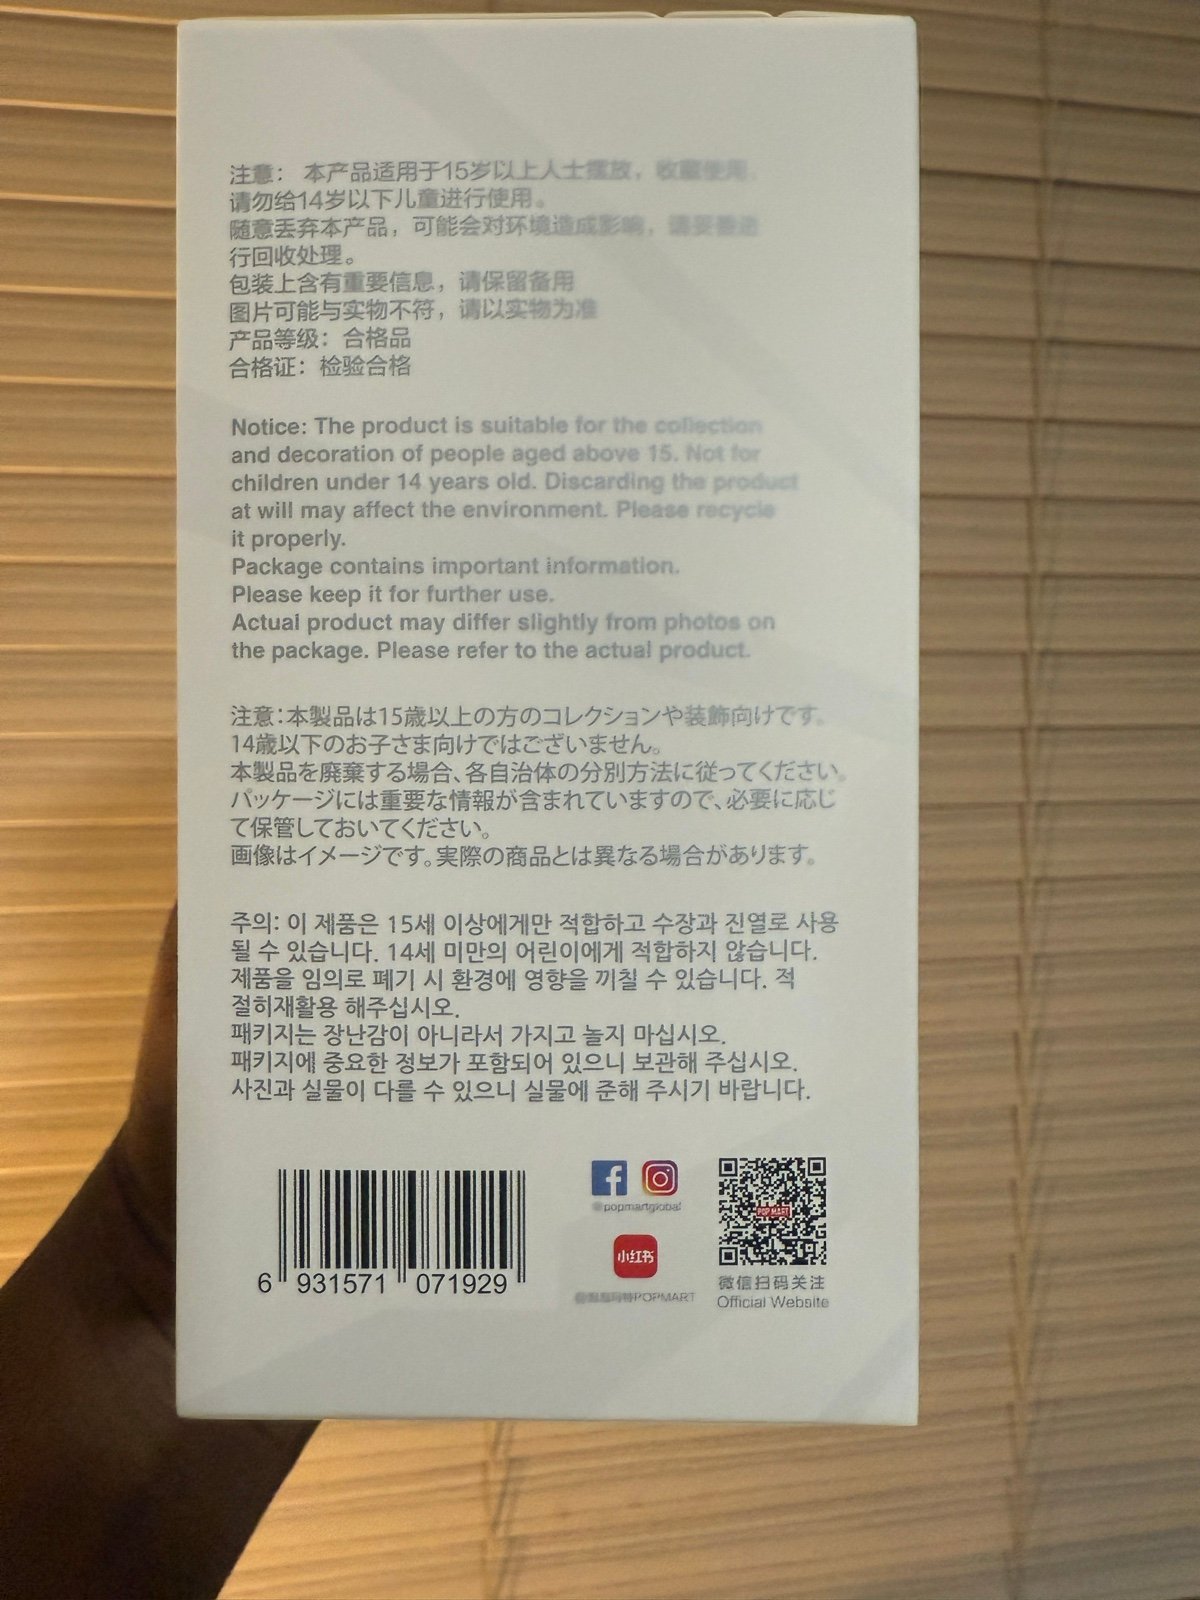 注意： 本产品适用于15岁以上人士摆放，收藏使用。
请勿给14岁以下儿童进行使用。
随意丢弃本产品，可能会对环境造成影响，请妥善进
行回收处理。
包装上含有重要信息，请保留备用
图片可能与实物不符，请以实物为准
产品等级：合格品
合格证：检验合格
Notice: The product is suitable for the collection
and decoration of people aged above 15. Not for
children under 14 years old. Discarding the product
at will may affect the environment. Please recycle
it properly.
Package contains important information.
Please keep it for further use.
Actual product may differ slightly from photos on
the package. Please refer to the actual product.
注意：本製品は15歳以上の方のコレクションや装飾向けです。
14歳以下のお子さま向けではございません。
本製品を廃棄する場合、各自治体の分別方法に従ってください。
パッケージには重要な情報が含まれていますので、必要に応じ
て保管しておいてください。
画像はイメージです。実際の商品とは異なる場合があります。
주의: 이 제품은 15세 이상에게만 적합하고 수장과 진열로 사용
될 수 있습니다. 14세 미만의 어린이에게 적합하지 않습니다.
제품을 임의로 폐기 시 환경에 영향을 끼칠 수 있습니다. 적
절히재활용 해주십시오.
패키지는 장난감이 아니라서 가지고 놀지 마십시오.
패키지에 중요한 정보가 포함되어 있으니 보관해 주십시오.
사진과 실물이 다를 수 있으니 실물에 준해 주시기 바랍니다.
6 931571 071929
@popmartglobal
小红书
POPMART
POP MART
微信扫码关注
Official Website